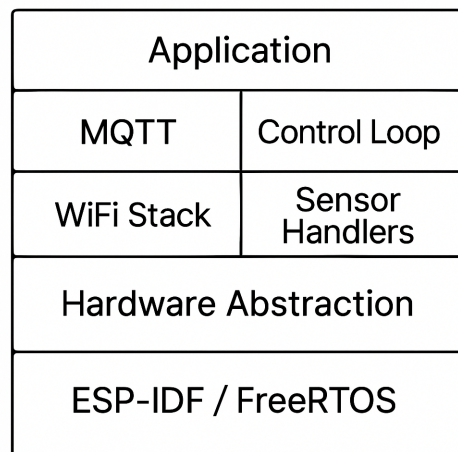 Application
MQTT
Control Loop
WiFi Stack
Sensor
Handlers
Hardware Abstraction
ESP-IDF / FreeRTOS